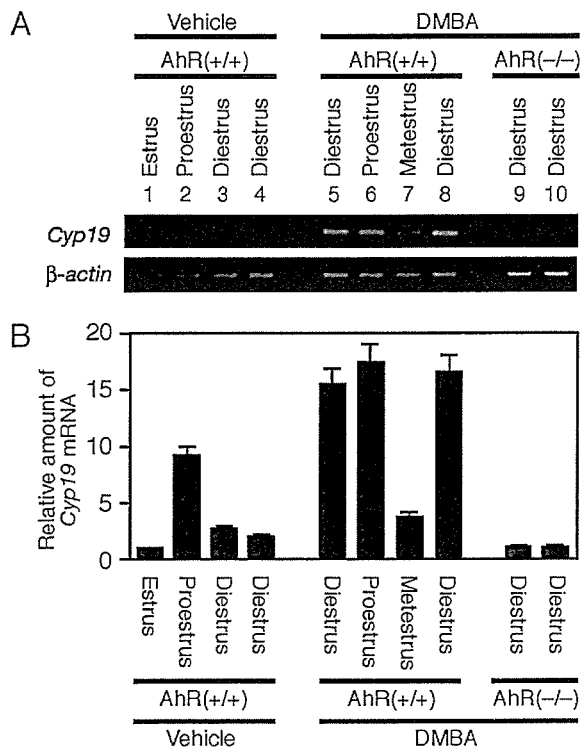 A
Vehicle
DMBA
AhR(+/+)
AhR(+/+)
AhR(−/−)
Estrus
Proestrus
Diestrus
Diestrus
Diestrus
Proestrus
Metestrus
Diestrus
Diestrus
Diestrus
1 2 3 4 5 6 7 8 9 10
Cyp19
β-actin
B
Relative amount of
Cyp19 mRNA
20
15
10
5
0
Estrus
Proestrus
Diestrus
Diestrus
Diestrus
Proestrus
Metestrus
Diestrus
Diestrus
Diestrus
AhR(+/+)
AhR(+/+)
AhR(−/−)
Vehicle
DMBA